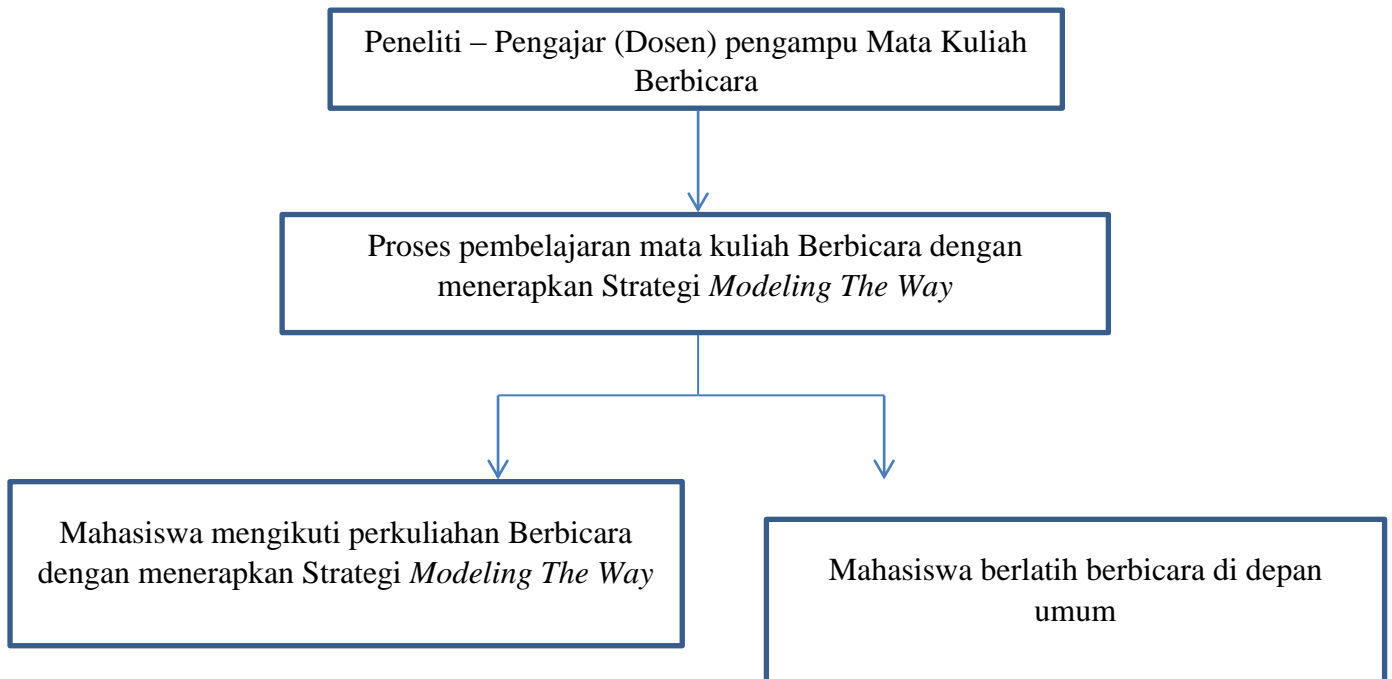 Peneliti – Pengajar (Dosen) pengampu Mata Kuliah
Berbicara
Proses pembelajaran mata kuliah Berbicara dengan
menerapkan Strategi Modeling The Way
Mahasiswa mengikuti perkuliahan Berbicara
dengan menerapkan Strategi Modeling The Way
Mahasiswa berlatih berbicara di depan
umum